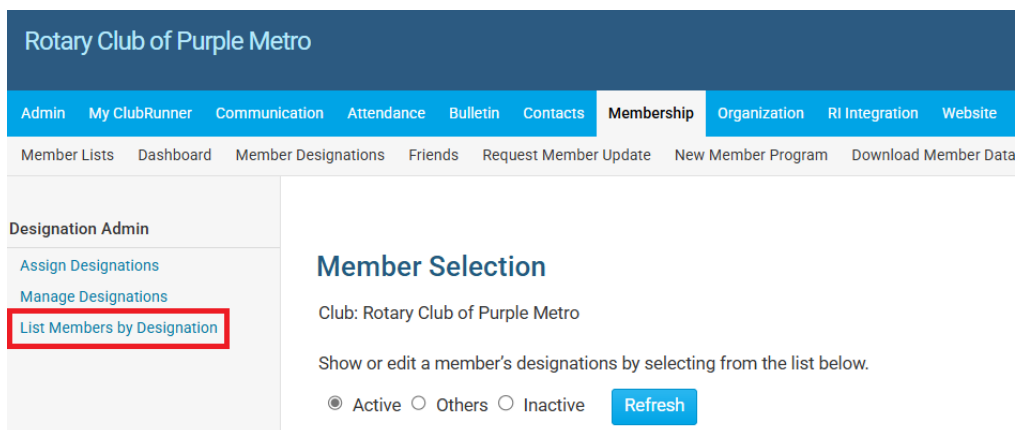 Rotary Club of Purple Metro
Admin My ClubRunner Communication Attendance Bulletin Contacts Membership Organization RI Integration Website
Member Lists Dashboard Member Designations Friends Request Member Update New Member Program Download Member Data
Designation Admin
Assign Designations
Manage Designations
List Members by Designation
Member Selection
Club: Rotary Club of Purple Metro
Show or edit a member's designations by selecting from the list below.
Active Others Inactive Refresh